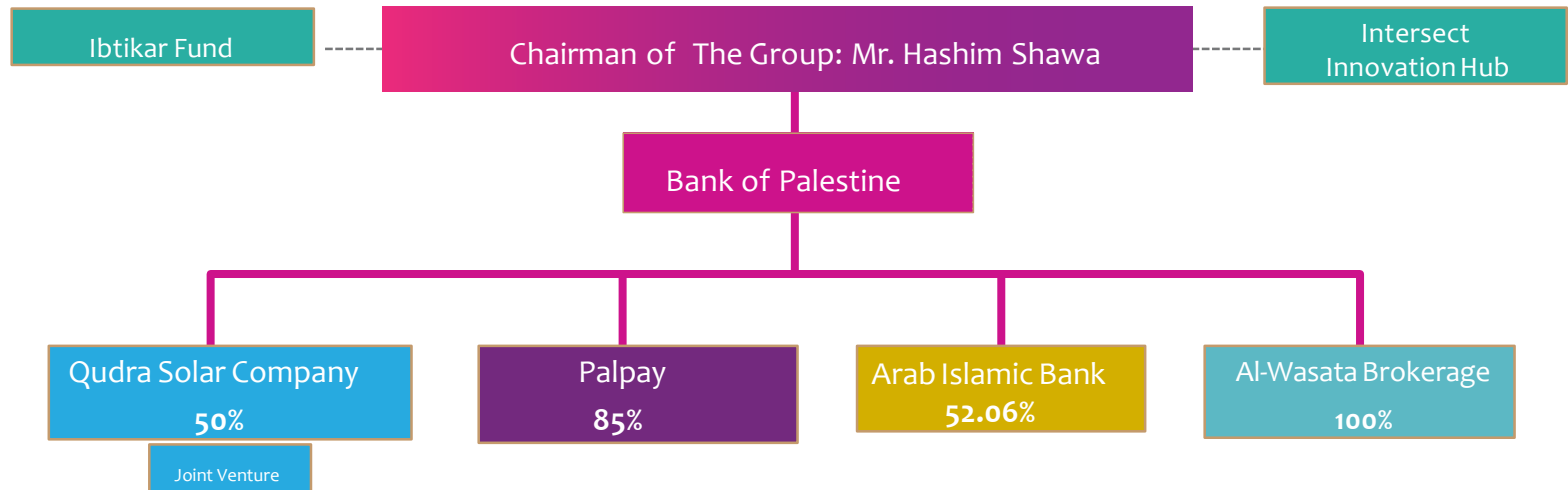 Ibtikar Fund
Chairman of The Group: Mr. Hashim Shawa
Intersect
Innovation Hub
Bank of Palestine
Qudra Solar Company
50%
Joint Venture
Palpay
85%
Arab Islamic Bank
52.06%
Al-Wasata Brokerage
100%